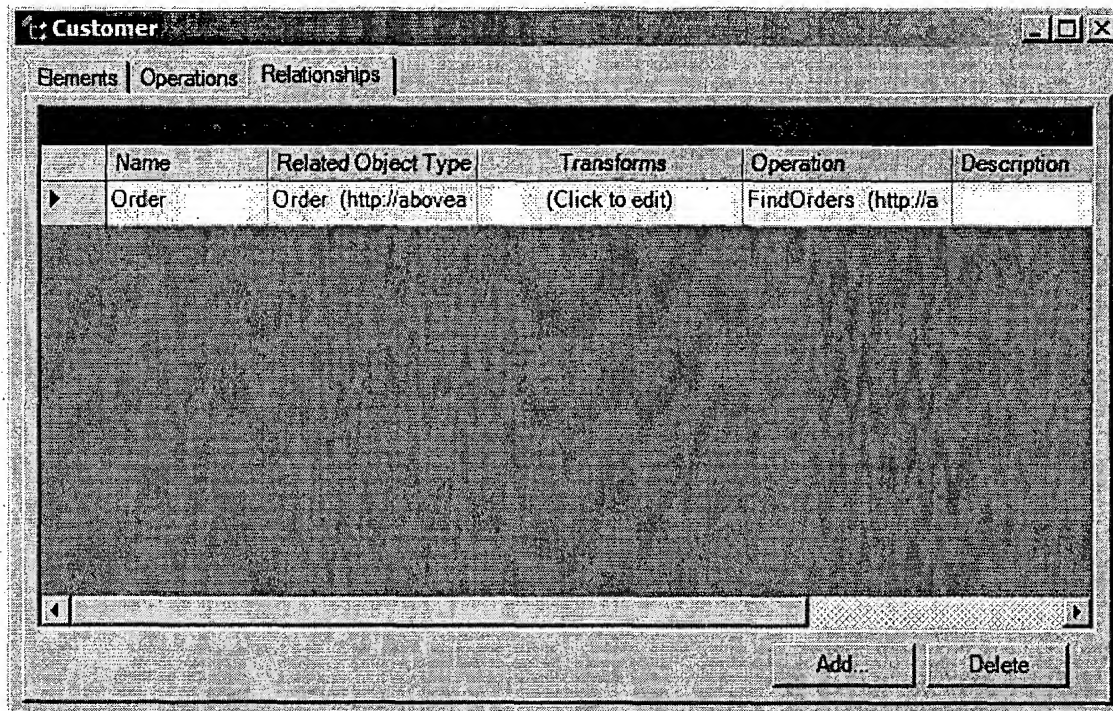 Customer
Elements Operations Relationships
Name Related Object Type Transforms Operation Description
Order Order (http://abovea (Click to edit) FindOrders (http://a
Add... Delete